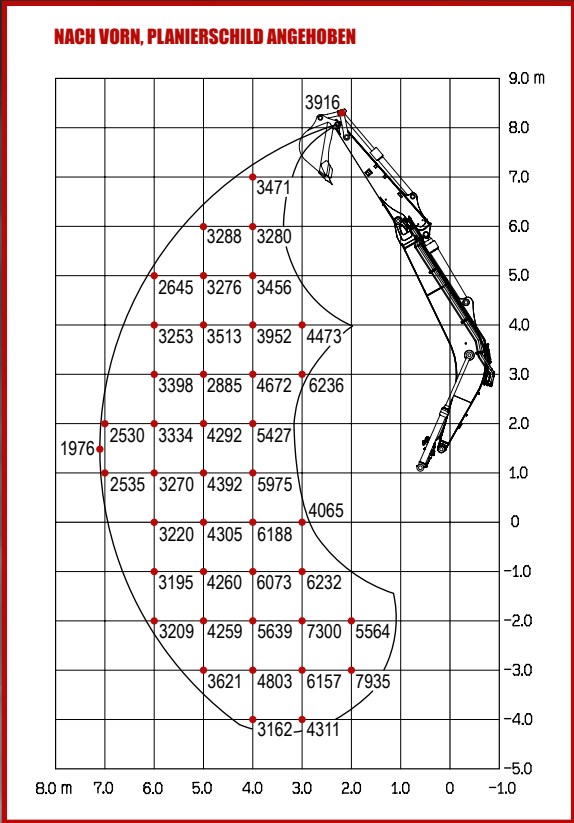 NACH VORN, PLANIERSCHILD ANGEHOBEN
9.0 m
3916
8.0
3471
7.0
3288 3280
6.0
2645 3276 3456
5.0
3253 3513 3952 4473
4.0
3398 2885 4672 6236
3.0
2530 3334 4292 5427
2.0
1976
2535 3270 4392 5975
1.0
4065
0
3220 4305 6188
3195 4260 6073 6232
-1.0
3209 4259 5639 7300 5564
-2.0
3621 4803 6157 7935
-3.0
3162 4311
-4.0
-5.0
8.0 m 7.0 6.0 5.0 4.0 3.0 2.0 1.0 0 -1.0